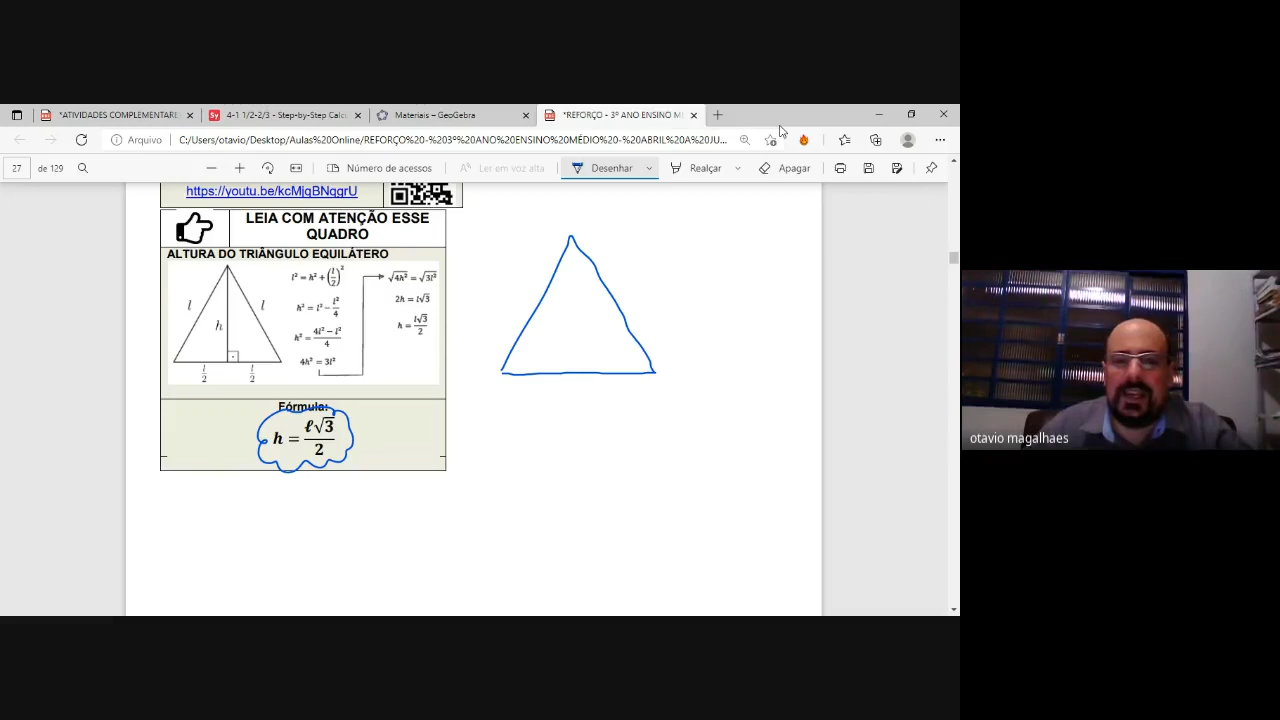 *ATIVIDADES COMPLEMENTARE
4-1 1/2-2/3 - Step-by-Step Calcu
Materiais – GeoGebra
*REFORÇO - 3º ANO ENSINO MÉ
Arquivo
C:/Users/otavio/Desktop/Aulas%20Online/REFORÇO%20-%203º%20ANO%20ENSINO%20MÉDIO%20-%20ABRIL%20A%20JU...
27 de 129
Número de acessos
Ler em voz alta
Desenhar
Realçar
Apagar
https://youtu.be/kcMjqBNqgrU
LEIA COM ATENÇÃO ESSE
QUADRO
ALTURA DO TRIÂNGULO EQUILÁTERO
l l
h
l/2 l/2
l² = h² + (l/2)²
h² = l² − l²/4
h² = (4l² − l²)/4
4h² = 3l²
√4h² = √3l²
2h = l√3
h = l√3/2
Fórmula:
h = ℓ√3/2
otavio magalhaes